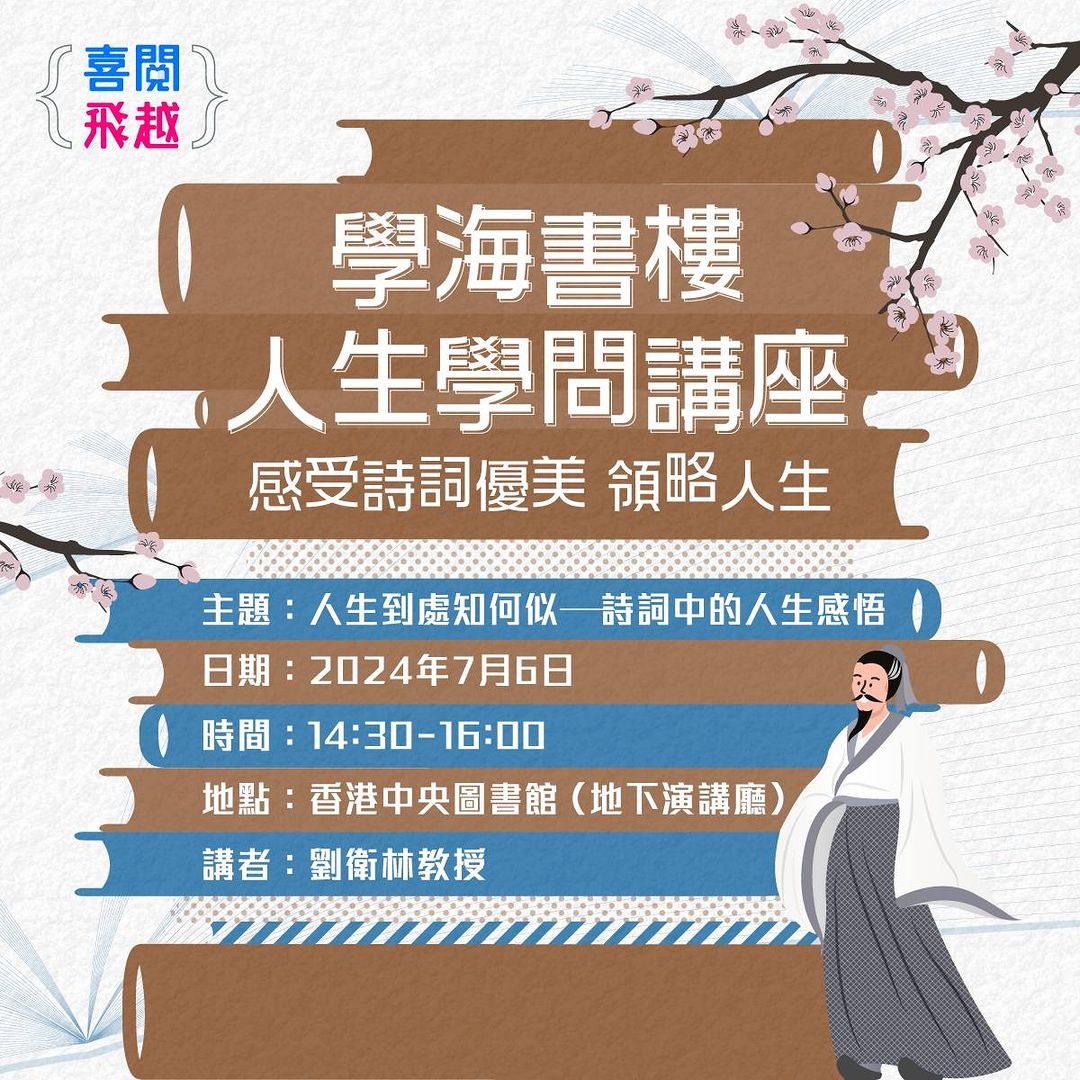 喜閱
飛越
學海書樓
人生學問講座
感受詩詞優美 領略人生
主題：人生到處知何似—詩詞中的人生感悟
日期：2024年7月6日
時間：14:30-16:00
地點：香港中央圖書館（地下演講廳）
講者：劉衛林教授